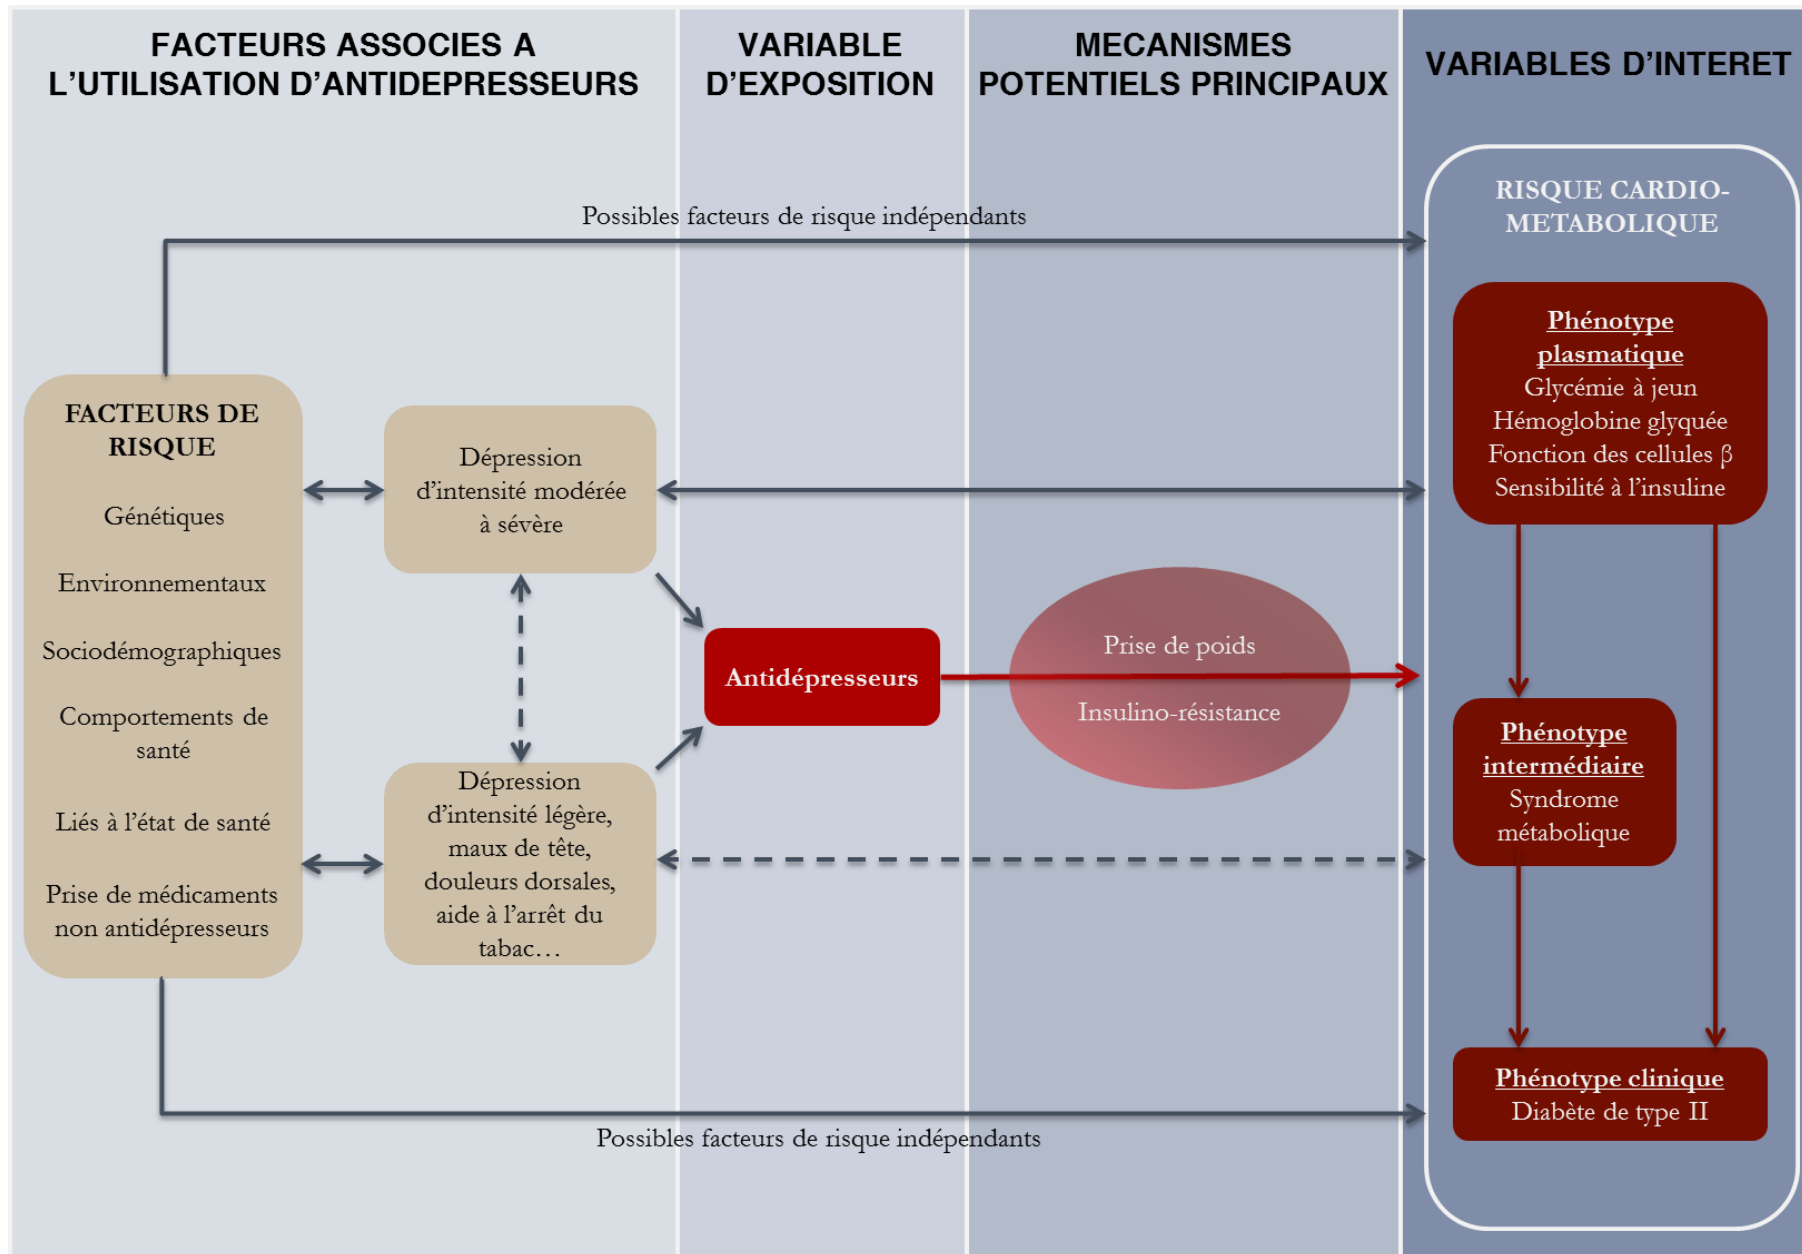 FACTEURS ASSOCIES A
L’UTILISATION D’ANTIDEPRESSEURS
VARIABLE
D’EXPOSITION
MECANISMES
POTENTIELS PRINCIPAUX
VARIABLES D’INTERET
Possibles facteurs de risque indépendants
FACTEURS DE
RISQUE
Génétiques
Environnementaux
Sociodémographiques
Comportements de
santé
Liés à l’état de santé
Prise de médicaments
non antidépresseurs
Dépression
d’intensité modérée
à sévère
Dépression
d’intensité légère,
maux de tête,
douleurs dorsales,
aide à l’arrêt du
tabac…
Antidépresseurs
Prise de poids
Insulino-résistance
RISQUE CARDIO-
METABOLIQUE
Phénotype
plasmatique
Glycémie à jeun
Hémoglobine glyquée
Fonction des cellules β
Sensibilité à l’insuline
Phénotype
intermédiaire
Syndrome
métabolique
Phénotype clinique
Diabète de type II
Possibles facteurs de risque indépendants